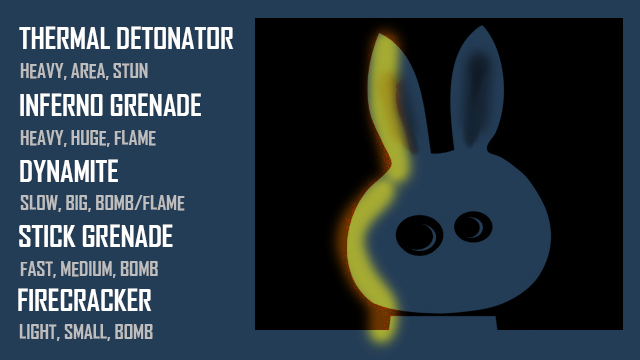 THERMAL DETONATOR
HEAVY, AREA, STUN
INFERNO GRENADE
HEAVY, HUGE, FLAME
DYNAMITE
SLOW, BIG, BOMB/FLAME
STICK GRENADE
FAST, MEDIUM, BOMB
FIRECRACKER
LIGHT, SMALL, BOMB